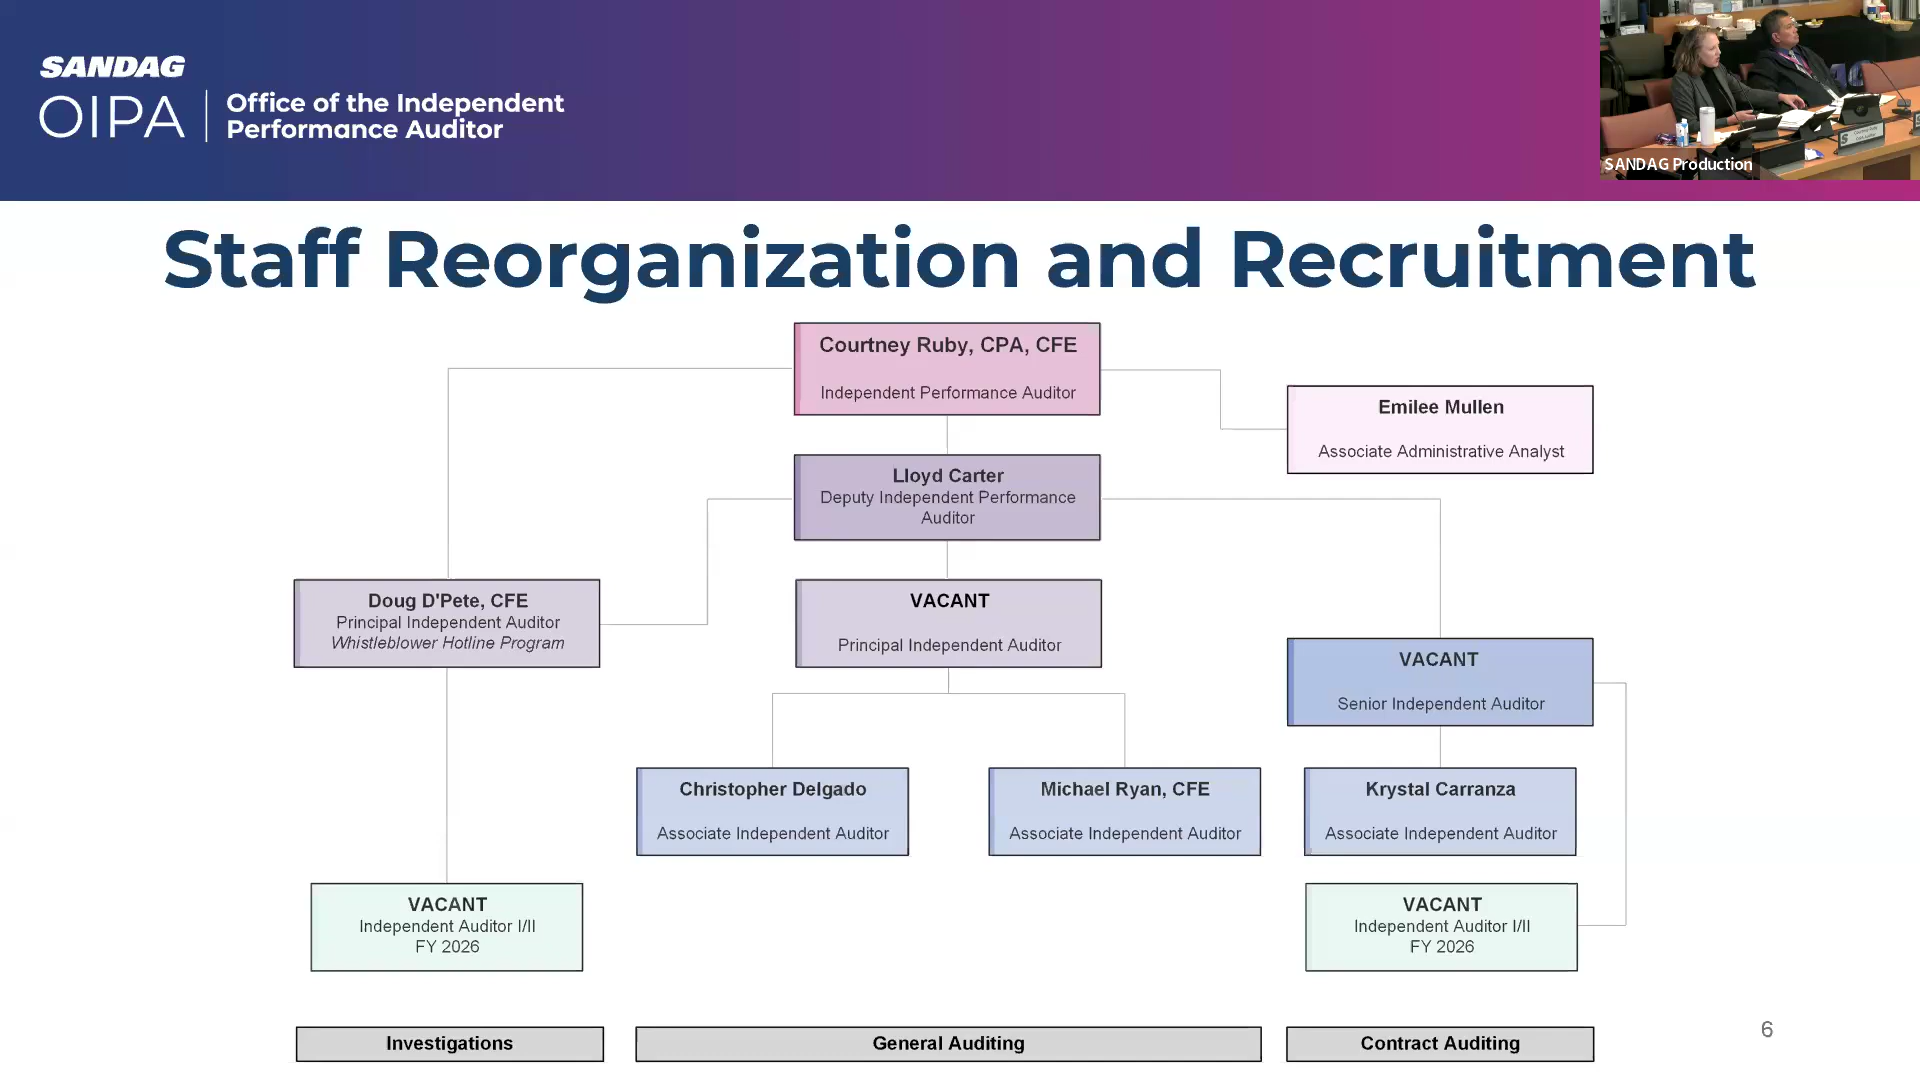 SANDAG
OIPA
Office of the Independent
Performance Auditor
SANDAG Production
Staff Reorganization and Recruitment
Courtney Ruby, CPA, CFE
Independent Performance Auditor
Emilee Mullen
Associate Administrative Analyst
Lloyd Carter
Deputy Independent Performance
Auditor
Doug D'Pete, CFE
Principal Independent Auditor
Whistleblower Hotline Program
VACANT
Principal Independent Auditor
VACANT
Senior Independent Auditor
Christopher Delgado
Associate Independent Auditor
Michael Ryan, CFE
Associate Independent Auditor
Krystal Carranza
Associate Independent Auditor
VACANT
Independent Auditor I/II
FY 2026
VACANT
Independent Auditor I/II
FY 2026
Investigations
General Auditing
Contract Auditing
6